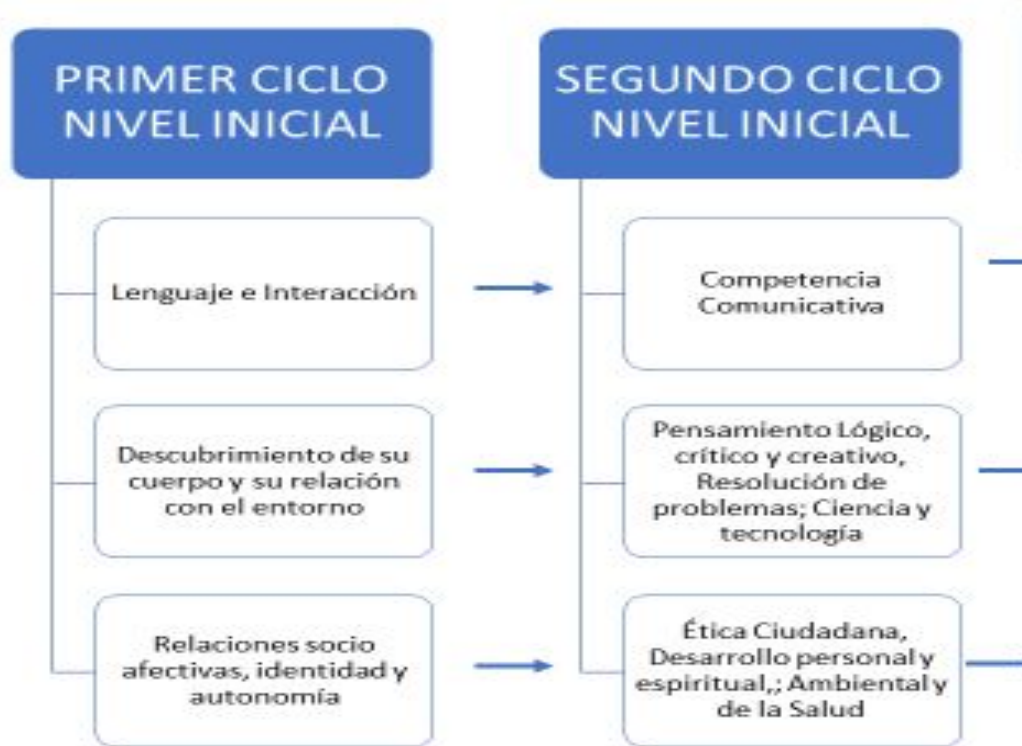 PRIMER CICLO
NIVEL INICIAL
SEGUNDO CICLO
NIVEL INICIAL
Lenguaje e Interacción
Competencia
Comunicativa
Descubrimiento de su
cuerpo y su relación
con el entorno
Pensamiento Lógico,
crítico y creativo,
Resolución de
problemas; Ciencia y
tecnología
Relaciones socio
afectivas, identidad y
autonomía
Ética Ciudadana,
Desarrollo personal y
espiritual,; Ambiental y
de la Salud